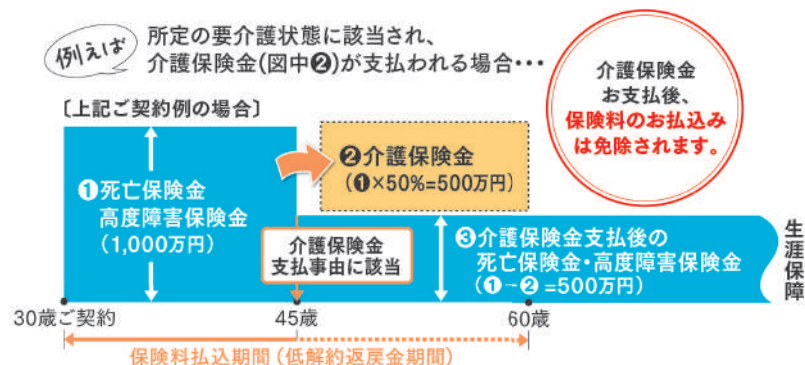 例えば
所定の要介護状態に該当され、
介護保険金(図中❷)が支払われる場合･･･
介護保険金
お支払後、
保険料のお払込み
は免除されます。
〔上記ご契約例の場合〕
❶死亡保険金
高度障害保険金
（1,000万円）
❷介護保険金
（❶×50%=500万円）
介護保険金
支払事由に該当
❸介護保険金支払後の
死亡保険金・高度障害保険金
（❶−❷=500万円）
生涯保障
30歳ご契約
45歳
60歳
保険料払込期間（低解約返戻金期間）